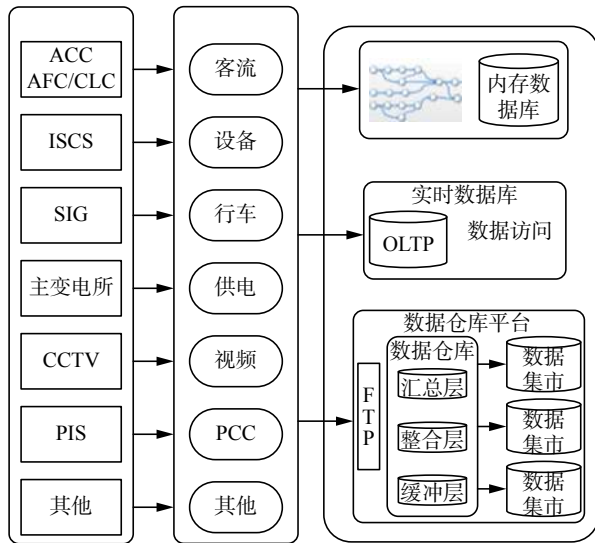 ACC
AFC/CLC
ISCS
SIG
主变电所
CCTV
PIS
其他
客流
设备
行车
供电
视频
PCC
其他
内存数
据库
实时数据库
OLTP
数据访问
数据仓库平台
FTP
数据仓库
汇总层
整合层
缓冲层
数据
集市
数据
集市
数据
集市